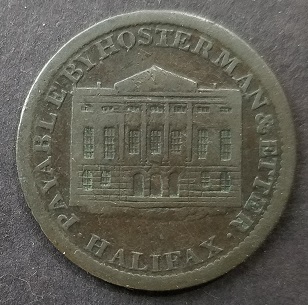 PAYABLE BY HOSTERMAN & ETTER
· HALIFAX ·